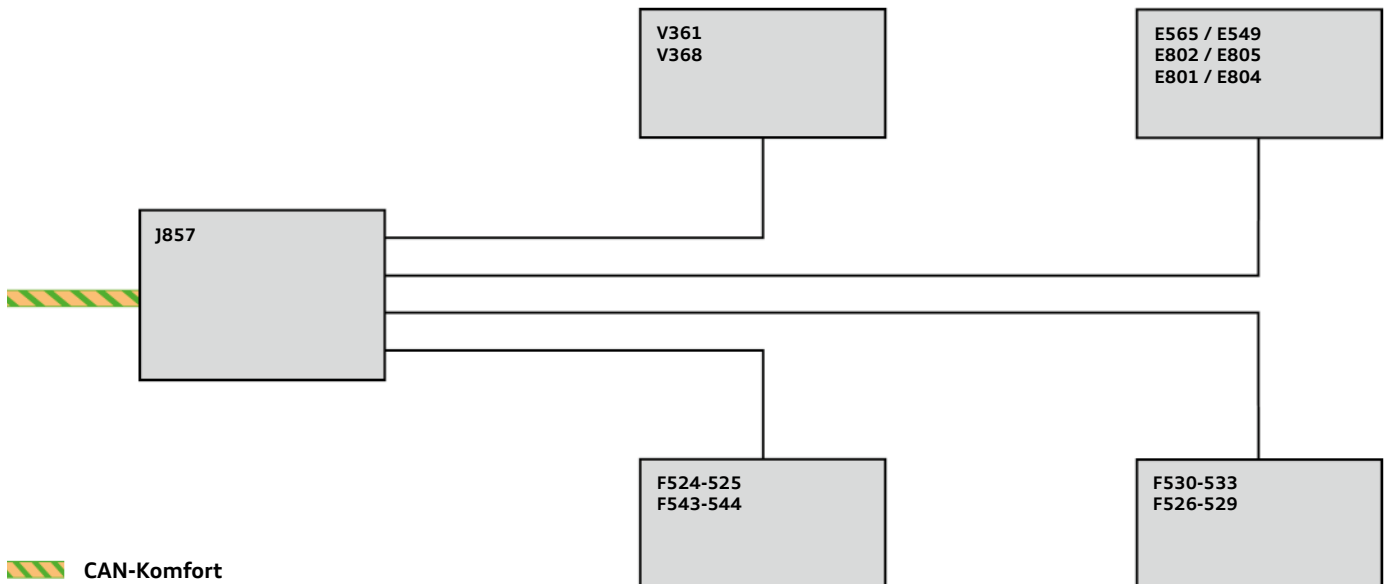 V361
V368
E565 / E549
E802 / E805
E801 / E804
J857
F524-525
F543-544
F530-533
F526-529
CAN-Komfort